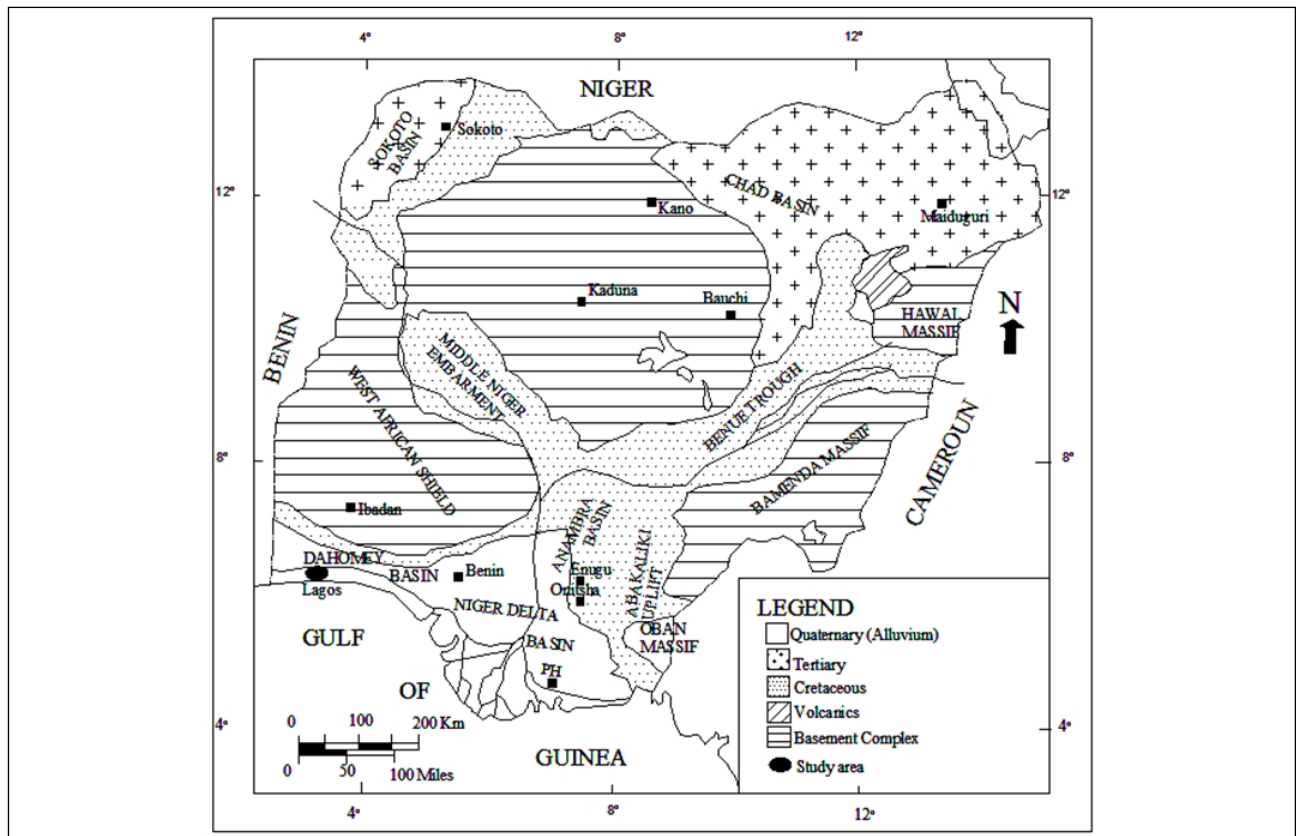 4°
8°
12°
NIGER
SOKOTO
BASIN
Sokoto
12°
12°
CHAD BASIN
Kano
Maiduguri
Kaduna
Bauchi
N
HAWAL
MASSIF
BENIN
MIDDLE NIGER
EMBARMENT
WEST AFRICAN SHIELD
BENUE TROUGH
CAMEROUN
8°
8°
BAMENDA MASSIF
Ibadan
ANAMBRA
BASIN
DAHOMEY
BASIN
Benin
Enugu
Onitsha
ABAKALIKI
UPLIFT
Lagos
NIGER DELTA
BASIN
OBAN
MASSIF
GULF
PH
OF
GUINEA
4°
4°
0 100 200 Km
0 50 100 Miles
LEGEND
Quaternary (Alluvium)
Tertiary
Cretaceous
Volcanics
Basement Complex
Study area
4°
8°
10°
12°